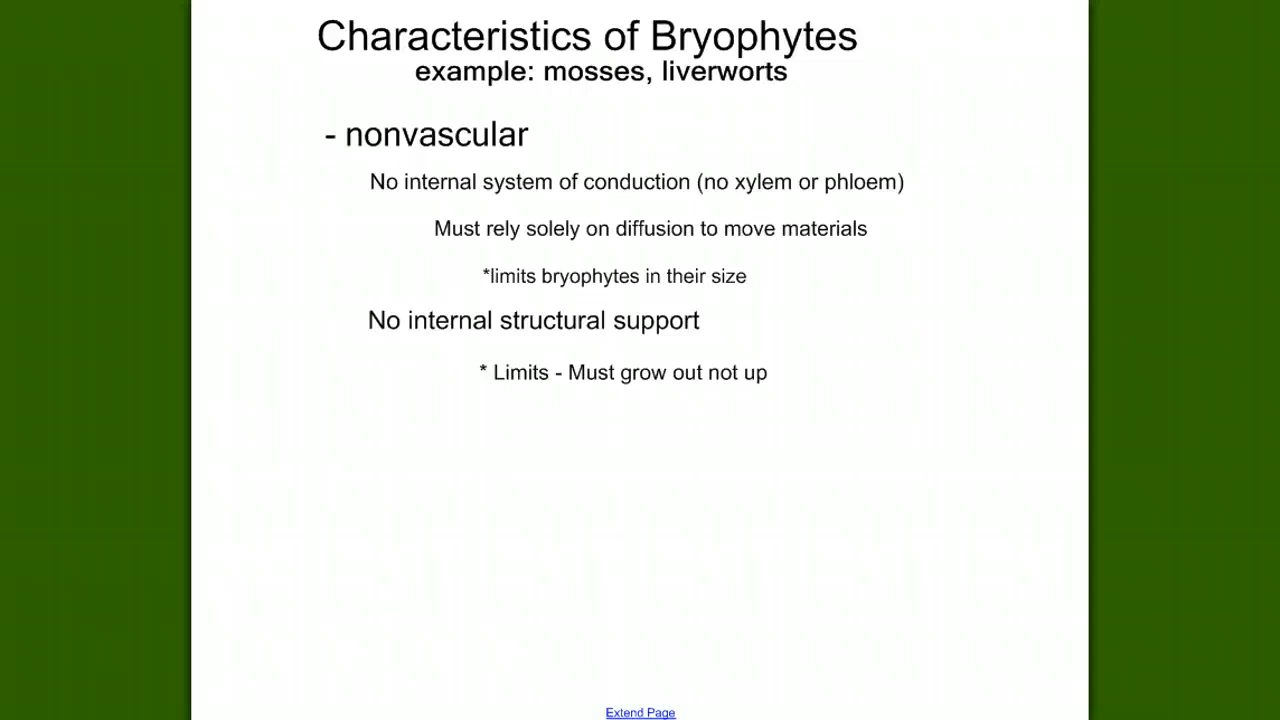 Characteristics of Bryophytes
example: mosses, liverworts
- nonvascular
No internal system of conduction (no xylem or phloem)
Must rely solely on diffusion to move materials
*limits bryophytes in their size
No internal structural support
* Limits - Must grow out not up
Extend Page